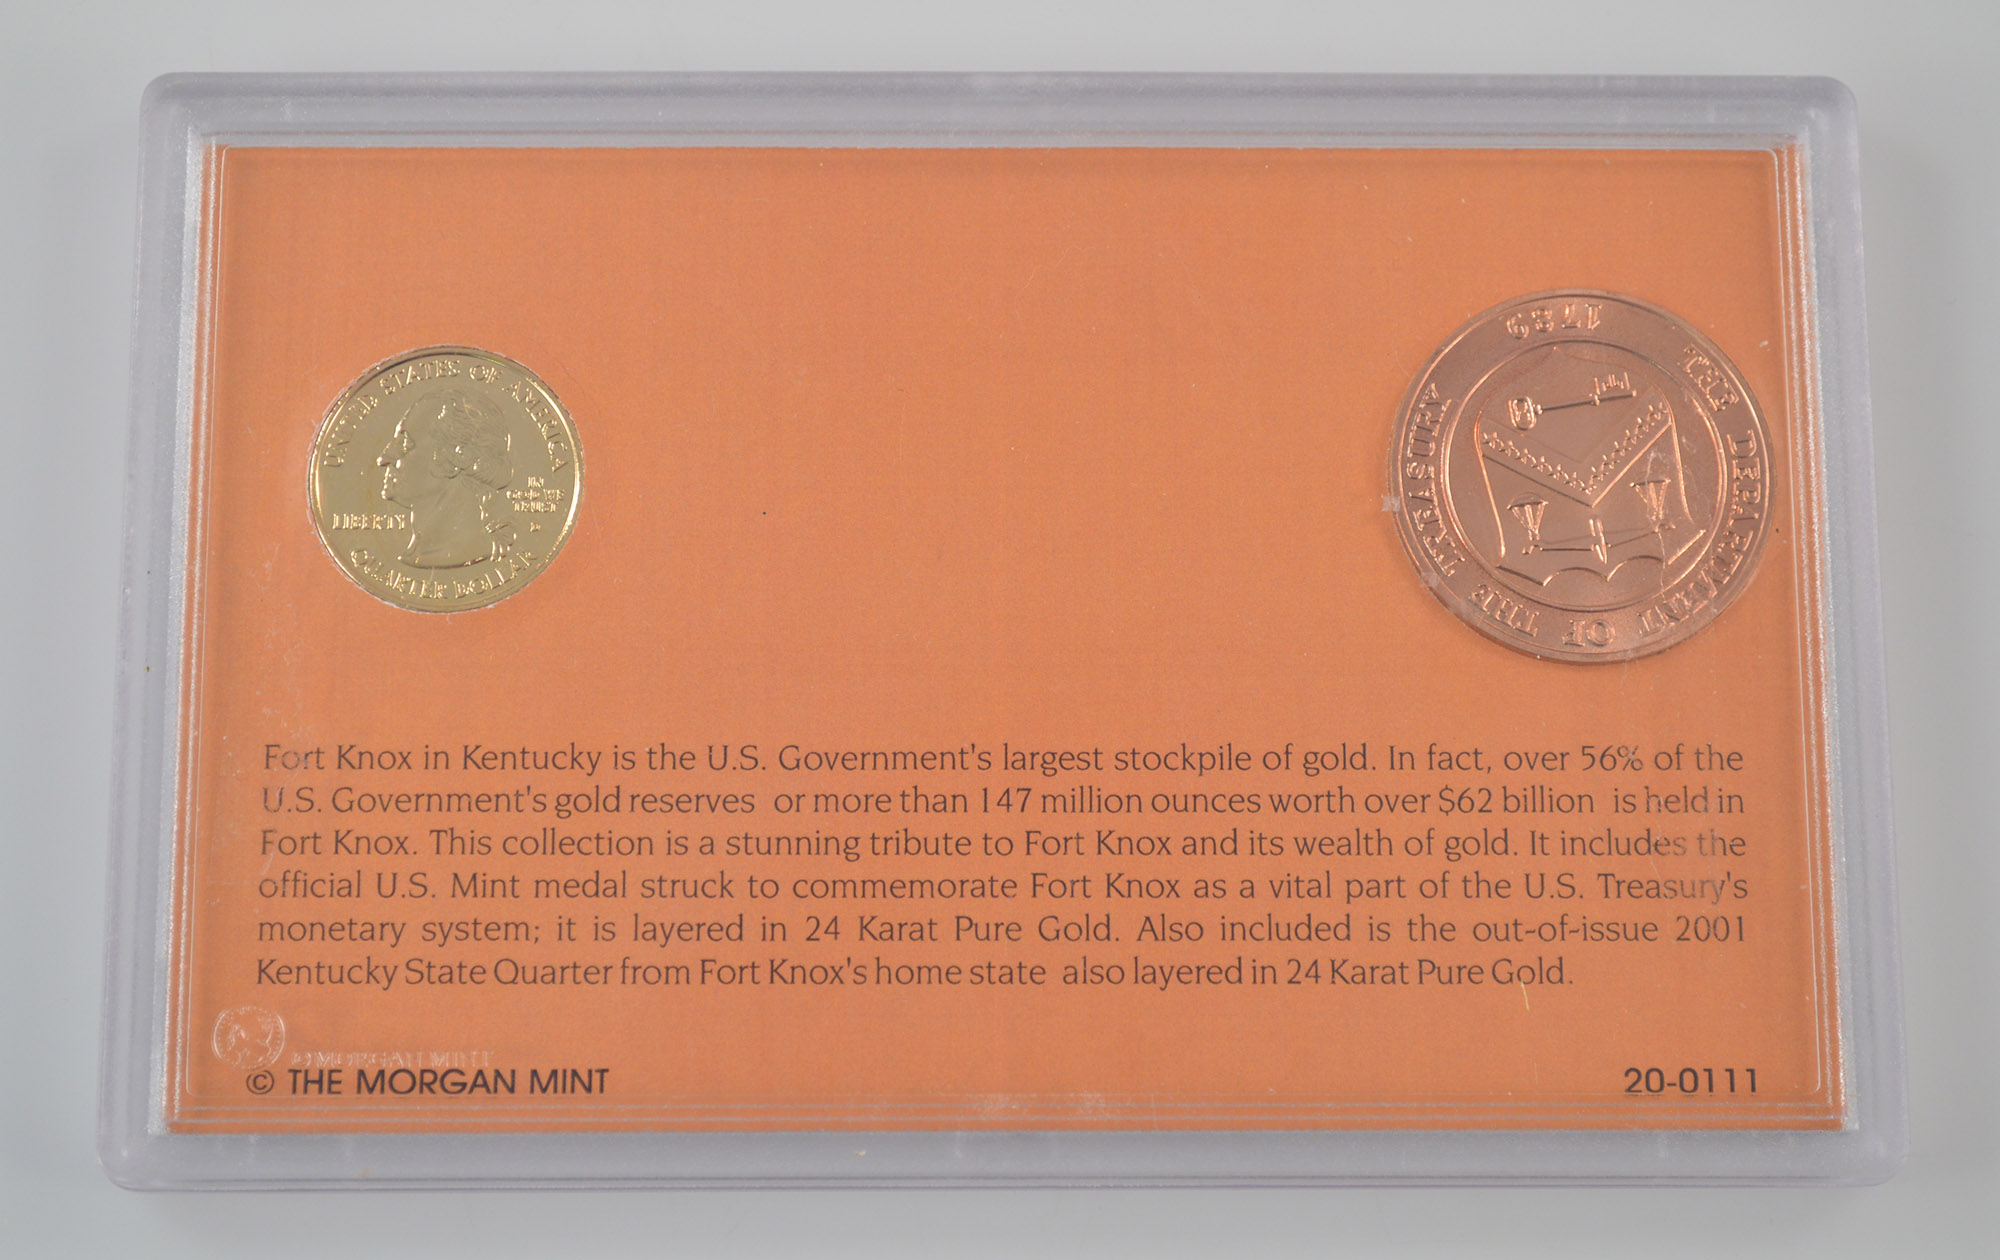 UNITED STATES OF AMERICA
LIBERTY
IN
GOD WE
TRUST
QUARTER DOLLAR
THE DEPARTMENT OF THE TREASURY
1789
Fort Knox in Kentucky is the U.S. Government's largest stockpile of gold. In fact, over 56% of the
U.S. Government's gold reserves or more than 147 million ounces worth over $62 billion is held in
Fort Knox. This collection is a stunning tribute to Fort Knox and its wealth of gold. It includes the
official U.S. Mint medal struck to commemorate Fort Knox as a vital part of the U.S. Treasury's
monetary system; it is layered in 24 Karat Pure Gold. Also included is the out-of-issue 2001
Kentucky State Quarter from Fort Knox's home state also layered in 24 Karat Pure Gold.
©MORGAN MINT
© THE MORGAN MINT
20-0111